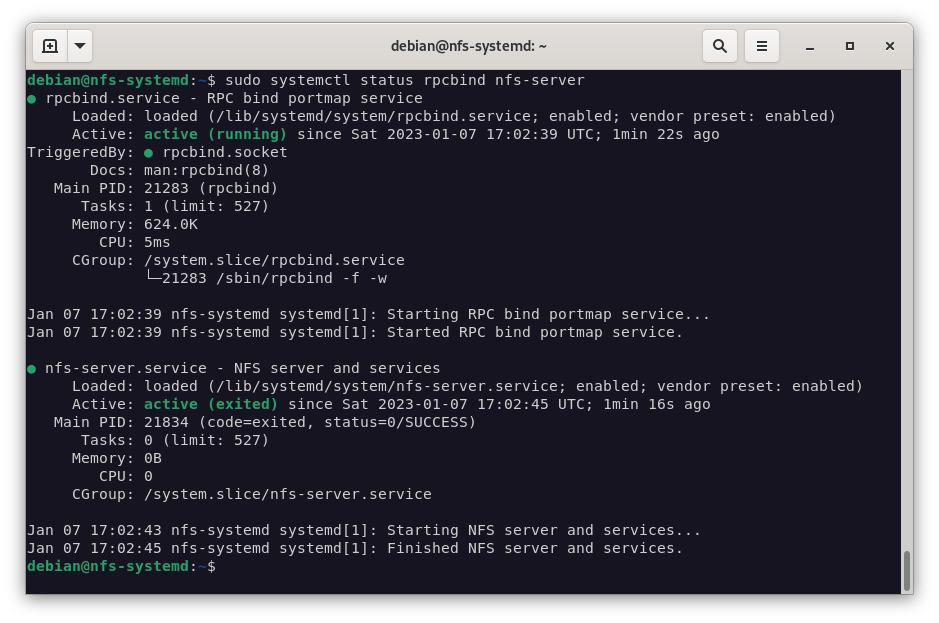 debian@nfs-systemd: ~
debian@nfs-systemd:~$ sudo systemctl status rpcbind nfs-server
● rpcbind.service - RPC bind portmap service
     Loaded: loaded (/lib/systemd/system/rpcbind.service; enabled; vendor preset: enabled)
     Active: active (running) since Sat 2023-01-07 17:02:39 UTC; 1min 22s ago
TriggeredBy: ● rpcbind.socket
       Docs: man:rpcbind(8)
   Main PID: 21283 (rpcbind)
      Tasks: 1 (limit: 527)
     Memory: 624.0K
        CPU: 5ms
     CGroup: /system.slice/rpcbind.service
             └─21283 /sbin/rpcbind -f -w

Jan 07 17:02:39 nfs-systemd systemd[1]: Starting RPC bind portmap service...
Jan 07 17:02:39 nfs-systemd systemd[1]: Started RPC bind portmap service.

● nfs-server.service - NFS server and services
     Loaded: loaded (/lib/systemd/system/nfs-server.service; enabled; vendor preset: enabled)
     Active: active (exited) since Sat 2023-01-07 17:02:45 UTC; 1min 16s ago
   Main PID: 21834 (code=exited, status=0/SUCCESS)
      Tasks: 0 (limit: 527)
     Memory: 0B
        CPU: 0
     CGroup: /system.slice/nfs-server.service

Jan 07 17:02:43 nfs-systemd systemd[1]: Starting NFS server and services...
Jan 07 17:02:45 nfs-systemd systemd[1]: Finished NFS server and services.
debian@nfs-systemd:~$